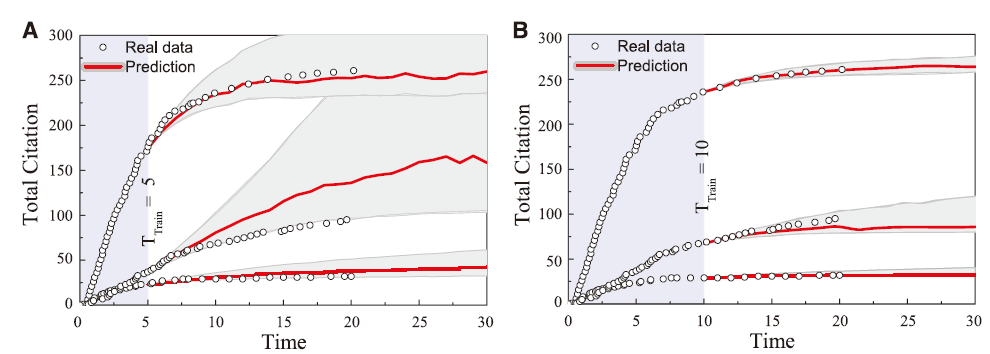 A
300
250
200
150
100
50
0
Total Citation
Real data
Prediction
T Train = 5
0 5 10 15 20 25 30
Time
B
300
250
200
150
100
50
0
Total Citation
Real data
Prediction
T Train = 10
0 5 10 15 20 25 30
Time